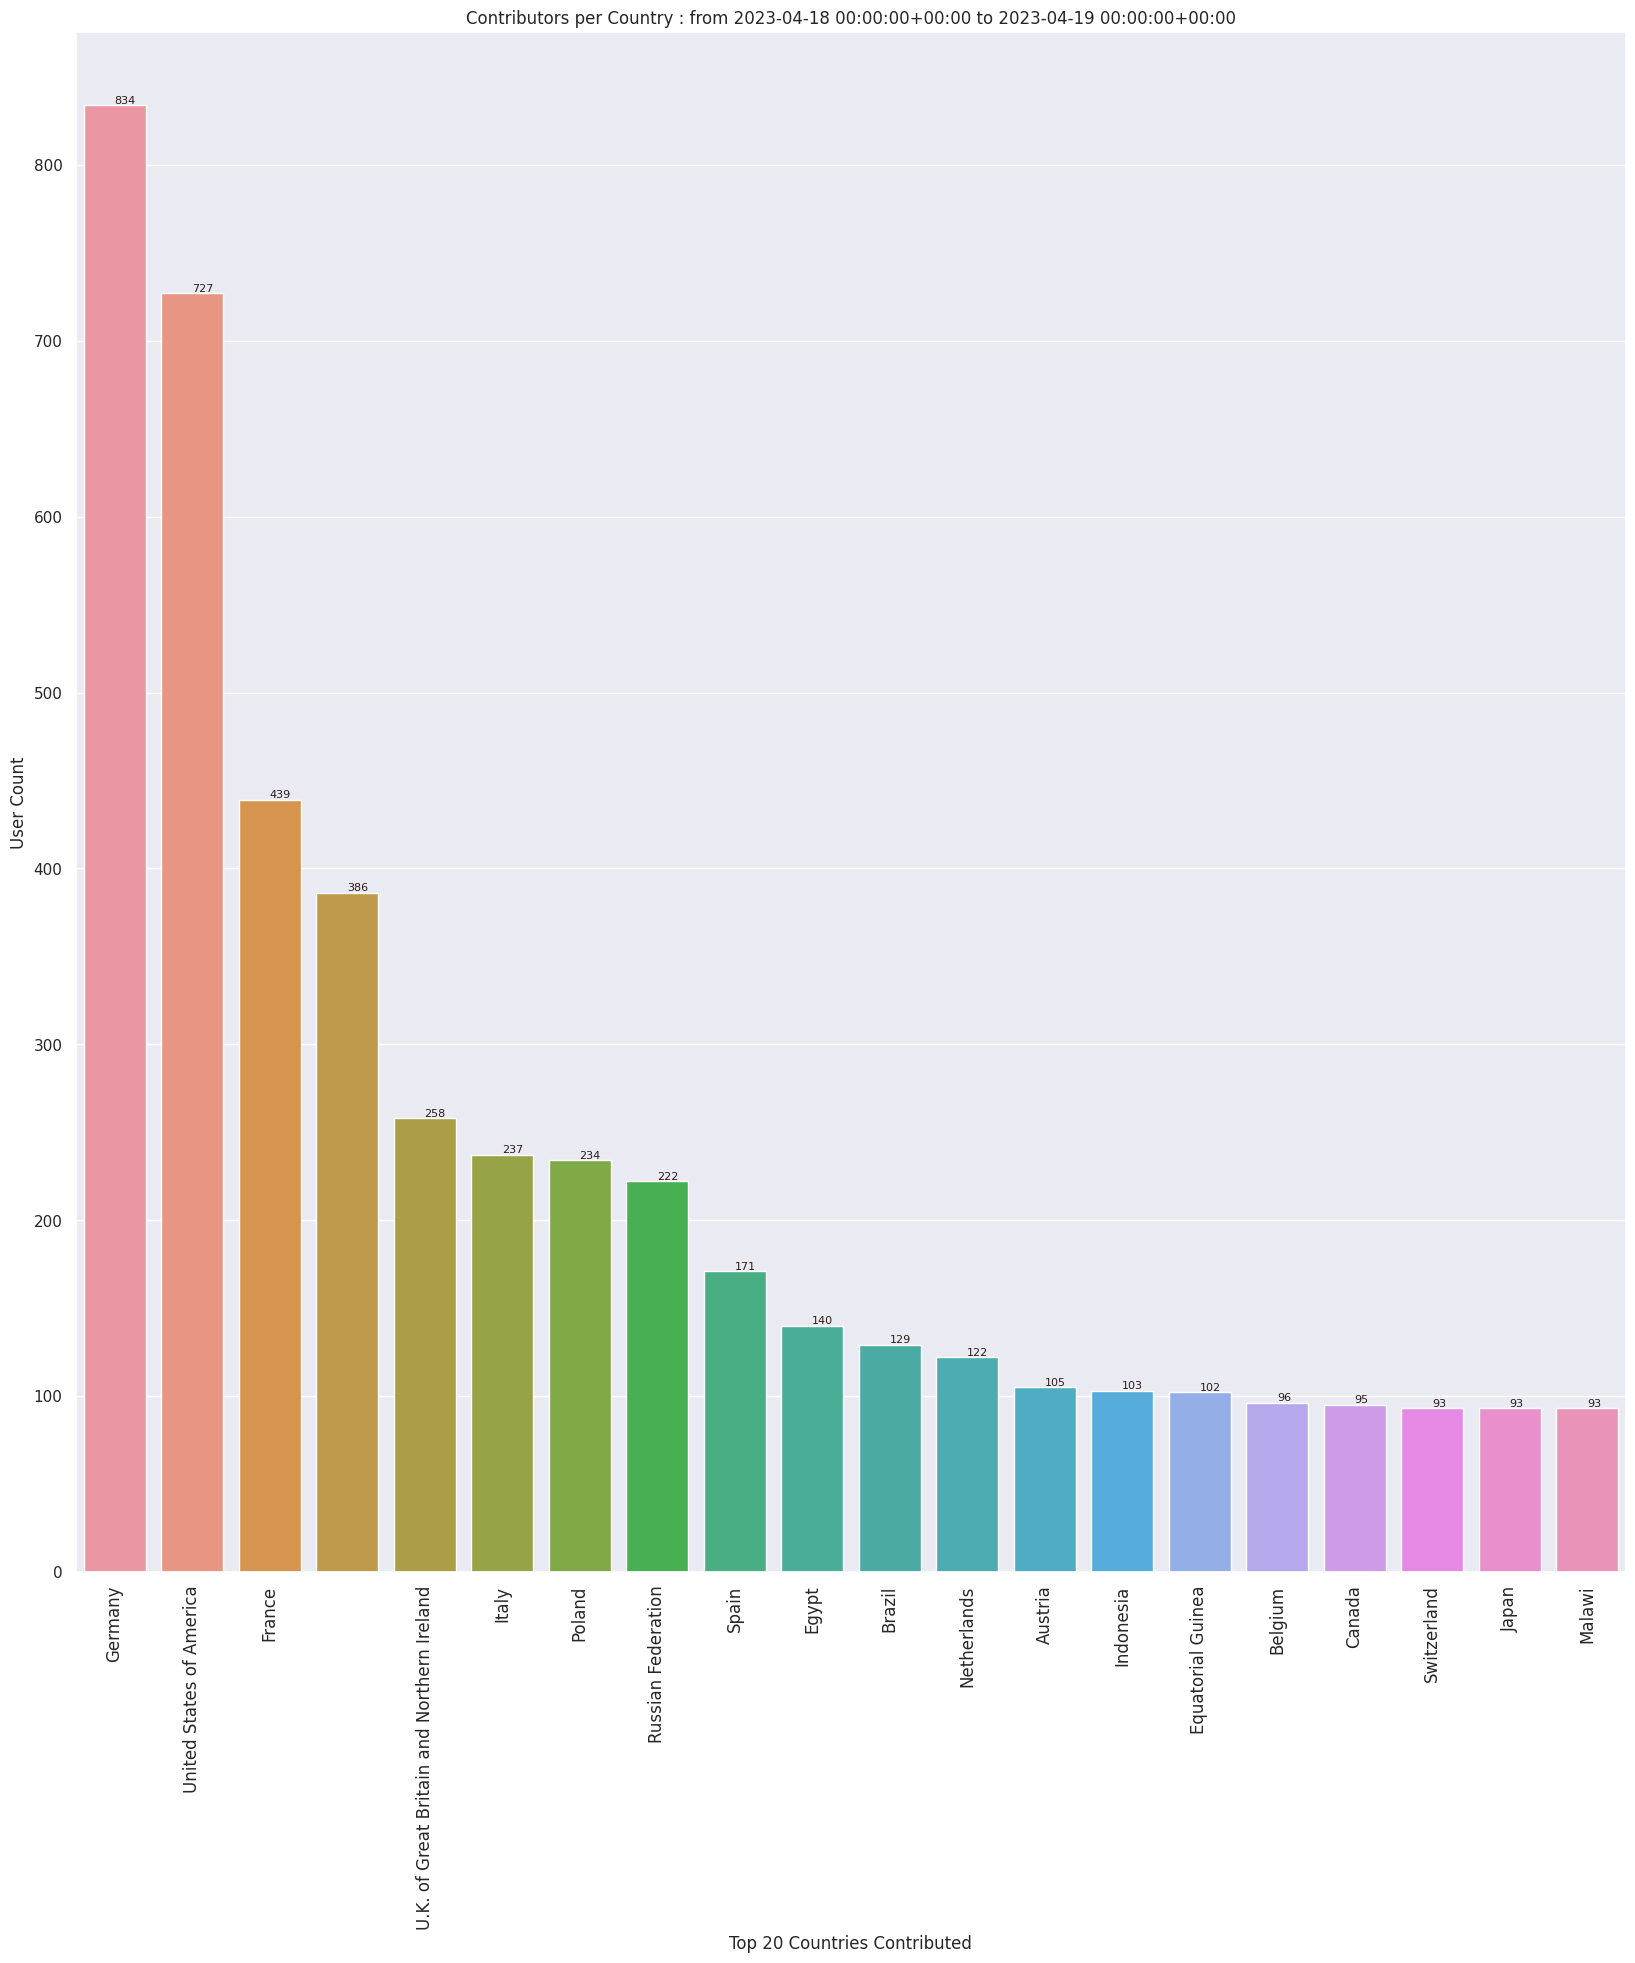 Contributors per Country : from 2023-04-18 00:00:00+00:00 to 2023-04-19 00:00:00+00:00
User Count
800
700
600
500
400
300
200
100
0
834
727
439
386
258
237
234
222
171
140
129
122
105
103
102
96
95
93
93
93
Germany
United States of America
France
U.K. of Great Britain and Northern Ireland
Italy
Poland
Russian Federation
Spain
Egypt
Brazil
Netherlands
Austria
Indonesia
Equatorial Guinea
Belgium
Canada
Switzerland
Japan
Malawi
Top 20 Countries Contributed